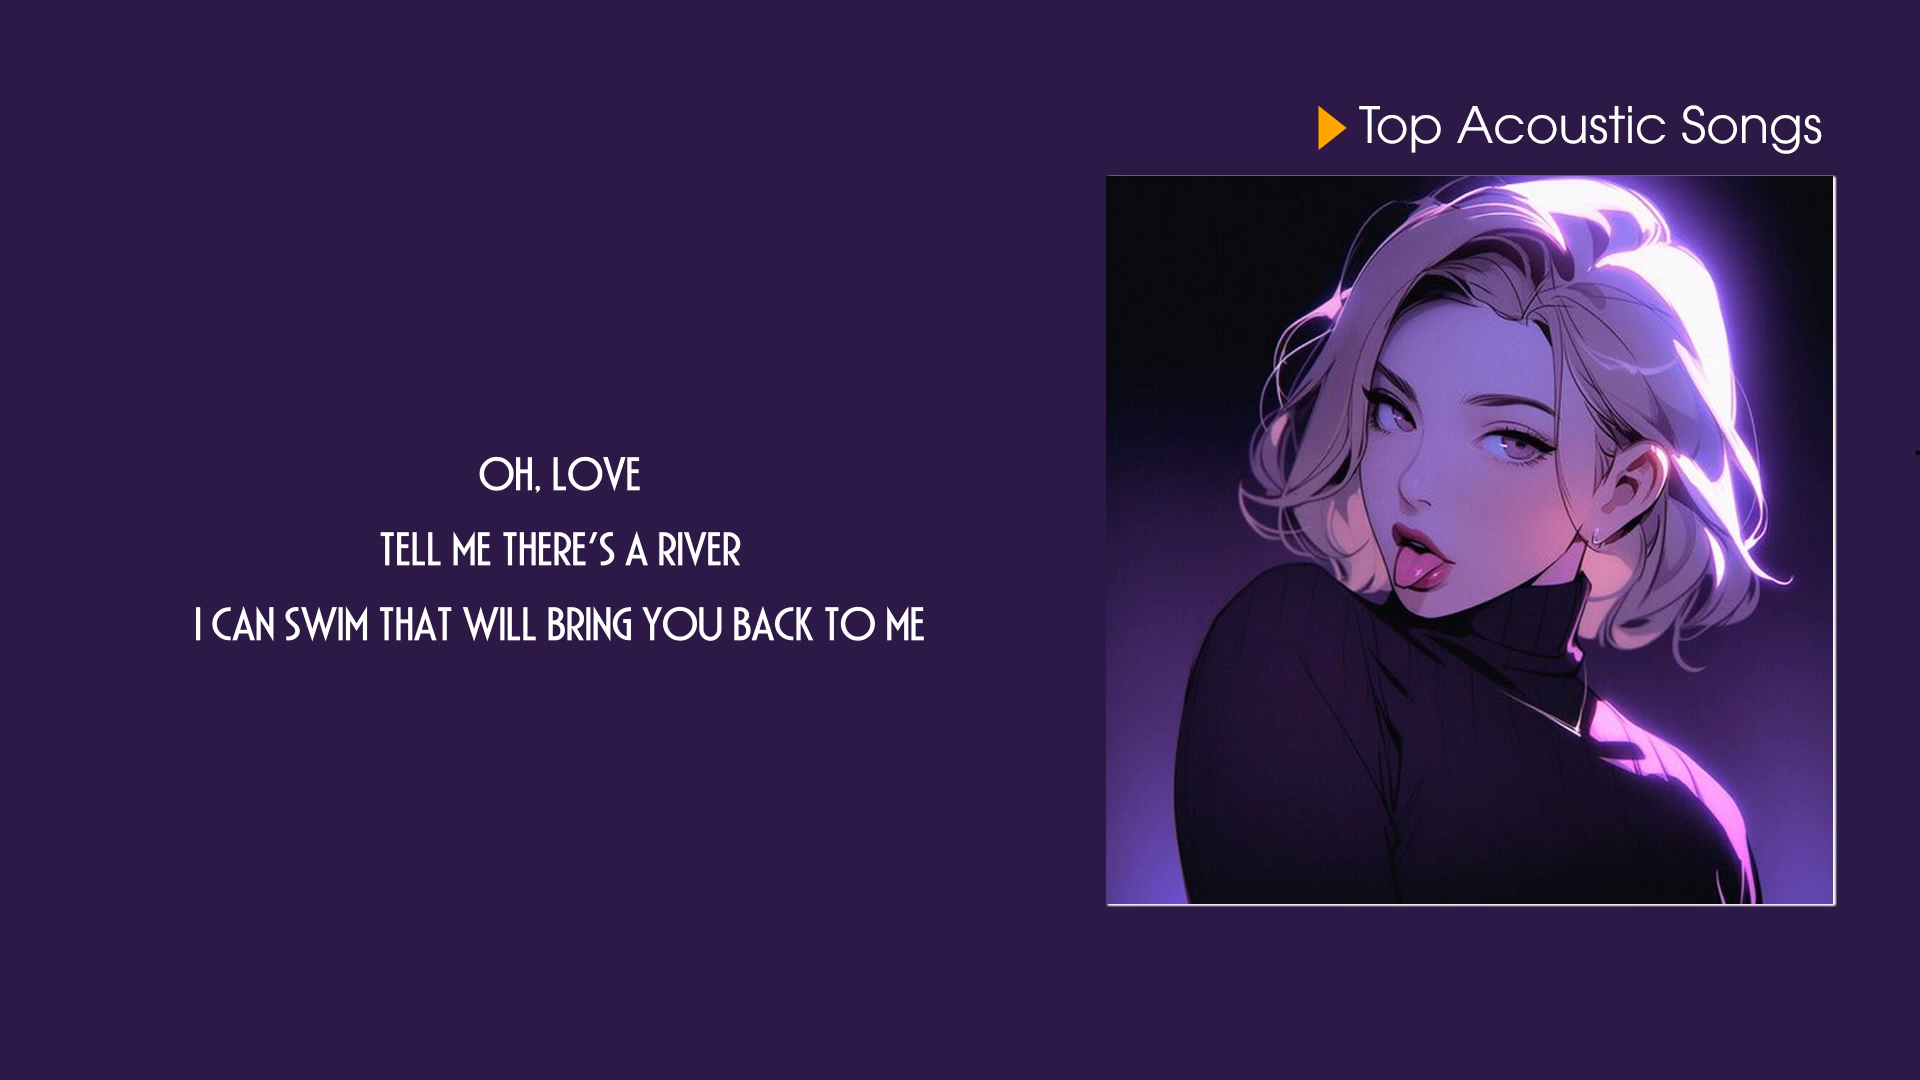 Top Acoustic Songs
OH, LOVE
TELL ME THERE'S A RIVER
I CAN SWIM THAT WILL BRING YOU BACK TO ME